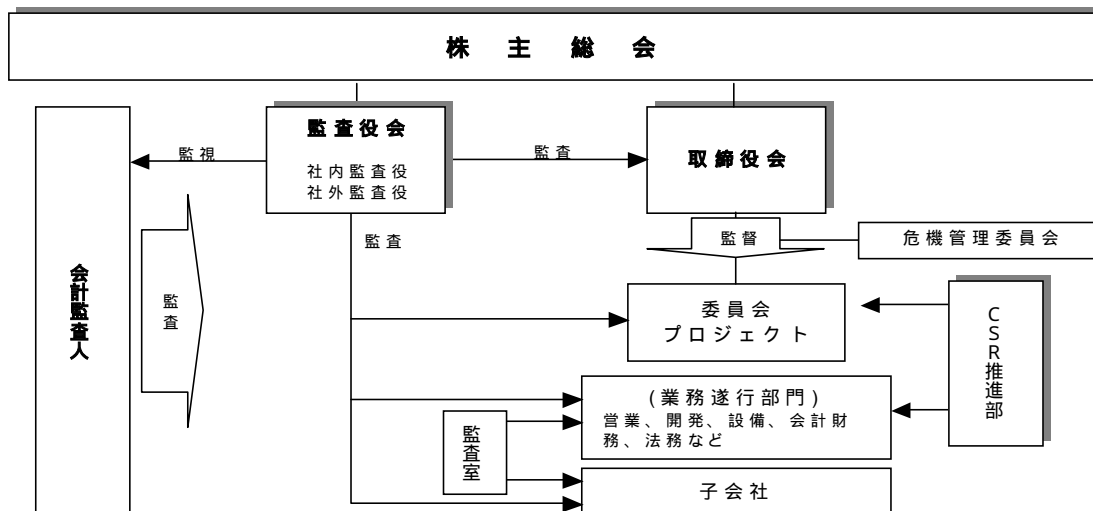 株主総会
監査役会
社内監査役
社外監査役
監視
監査
取締役会
監査
監督
危機管理委員会
会計監査人
監査
委員会
プロジェクト
CSR推進部
(業務遂行部門)
営業、開発、設備、会計財
務、法務など
監査室
子会社